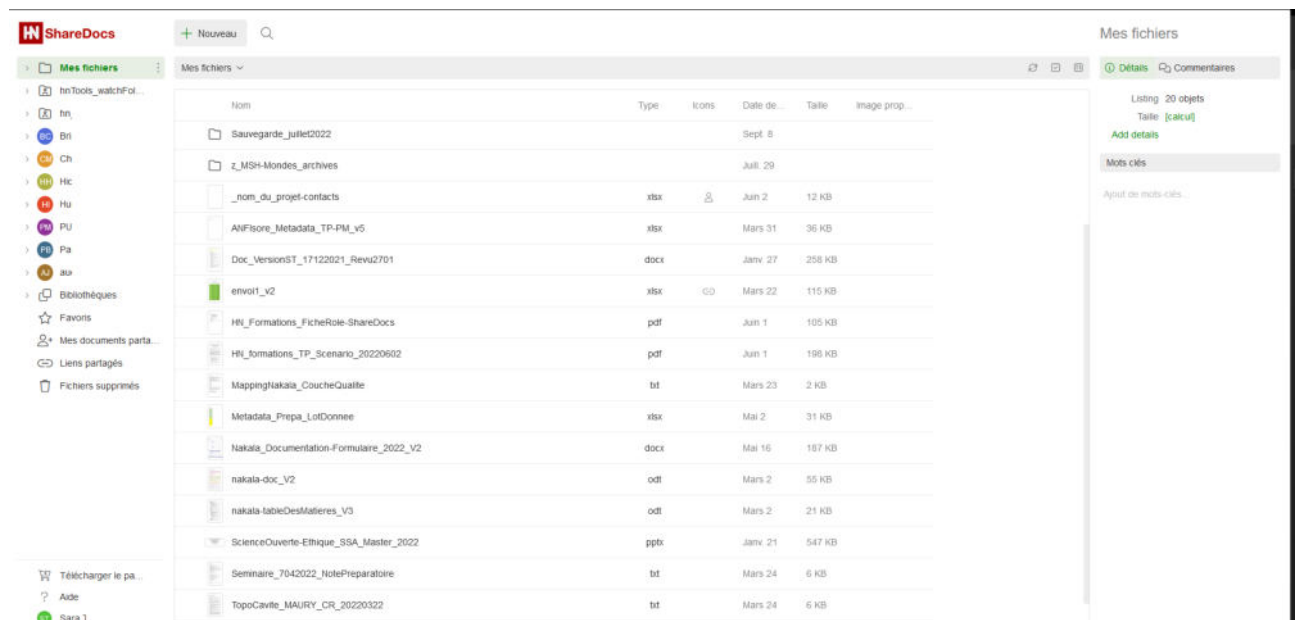 HN ShareDocs
Nouveau
Mes fichiers
Mes fichiers
hnTools_watchFol...
hn_
BC Bri
CM Ch
HH Hic
HI Hu
PM PU
PB Pa
AJ au
Bibliothèques
Favoris
Mes documents parta...
Liens partagés
Fichiers supprimés
Télécharger le pa...
Aide
Sara T
Mes fichiers
Nom Type Icons Date de... Taille Image prop...
Sauvegarde_juillet2022 Sept. 8
z_MSH-Mondes_archives Juill. 29
_nom_du_projet-contacts xlsx Juin 2 12 KB
ANFisore_Metadata_TP-PM_v5 xlsx Mars 31 36 KB
Doc_VersionST_17122021_Revu2701 docx Janv. 27 258 KB
envoi1_v2 xlsx Mars 22 115 KB
HN_Formations_FicheRole-ShareDocs pdf Juin 1 105 KB
HN_formations_TP_Scenario_20220602 pdf Juin 1 198 KB
MappingNakala_CoucheQualite txt Mars 23 2 KB
Metadata_Prepa_LotDonnee xlsx Mai 2 31 KB
Nakala_Documentation-Formulaire_2022_V2 docx Mai 16 187 KB
nakala-doc_V2 odt Mars 2 55 KB
nakala-tableDesMatieres_V3 odt Mars 2 21 KB
ScienceOuverte-Ethique_SSA_Master_2022 pptx Janv. 21 547 KB
Seminaire_7042022_NotePreparatoire txt Mars 24 6 KB
TopoCavite_MAURY_CR_20220322 txt Mars 24 6 KB
Détails Commentaires
Listing 20 objets
Taille [calcul]
Add details
Mots clés
Ajout de mots-clés...